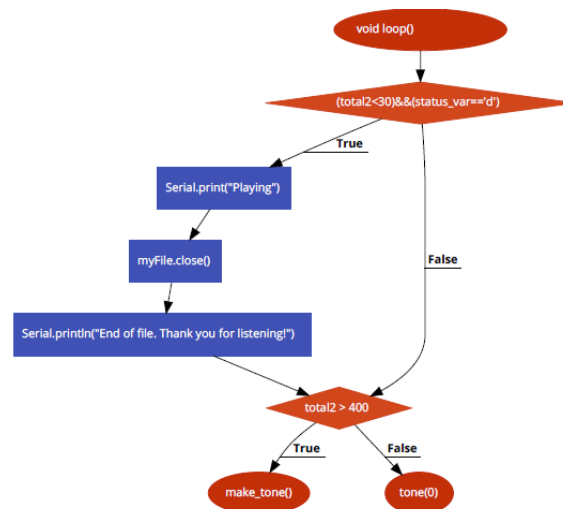 void loop()
(total2<30)&&(status_var=='d')
True
Serial.print("Playing")
myFile.close()
False
Serial.println("End of file. Thank you for listening!")
total2 > 400
True
False
make_tone()
tone(0)